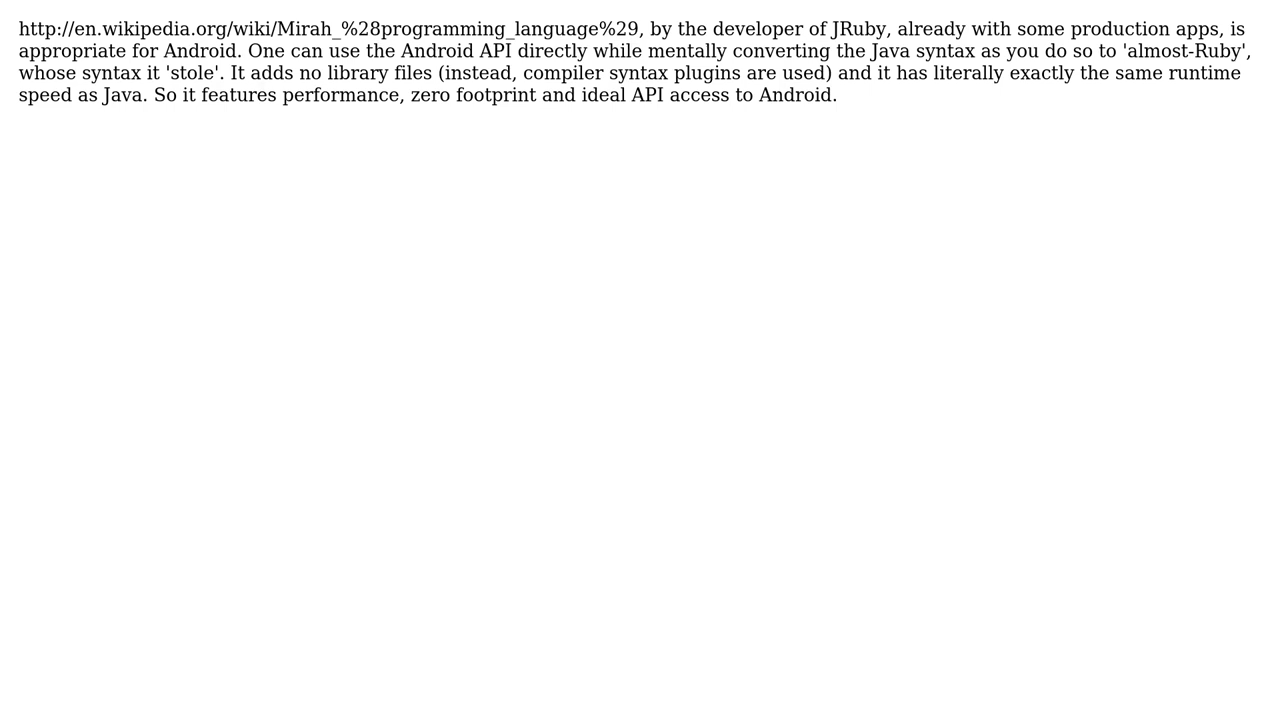 http://en.wikipedia.org/wiki/Mirah_%28programming_language%29, by the developer of JRuby, already with some production apps, is
appropriate for Android. One can use the Android API directly while mentally converting the Java syntax as you do so to 'almost-Ruby',
whose syntax it 'stole'. It adds no library files (instead, compiler syntax plugins are used) and it has literally exactly the same runtime
speed as Java. So it features performance, zero footprint and ideal API access to Android.